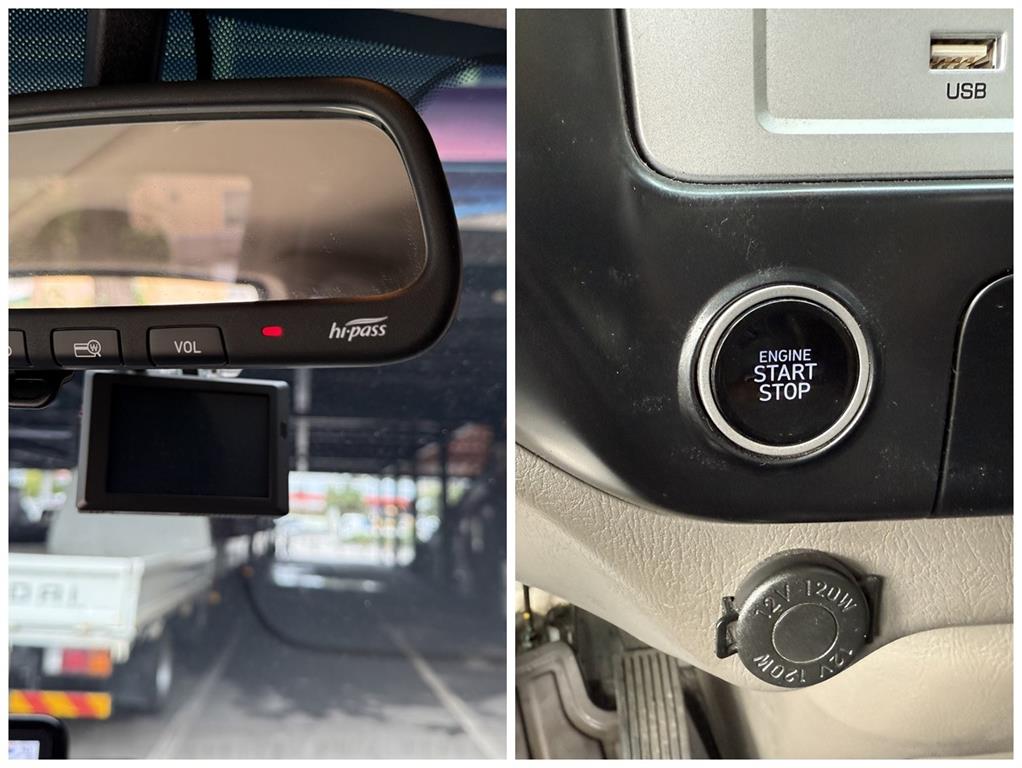 W
VOL
hi-pass
USB
ENGINE
START
STOP
12V 120W
12V 120W